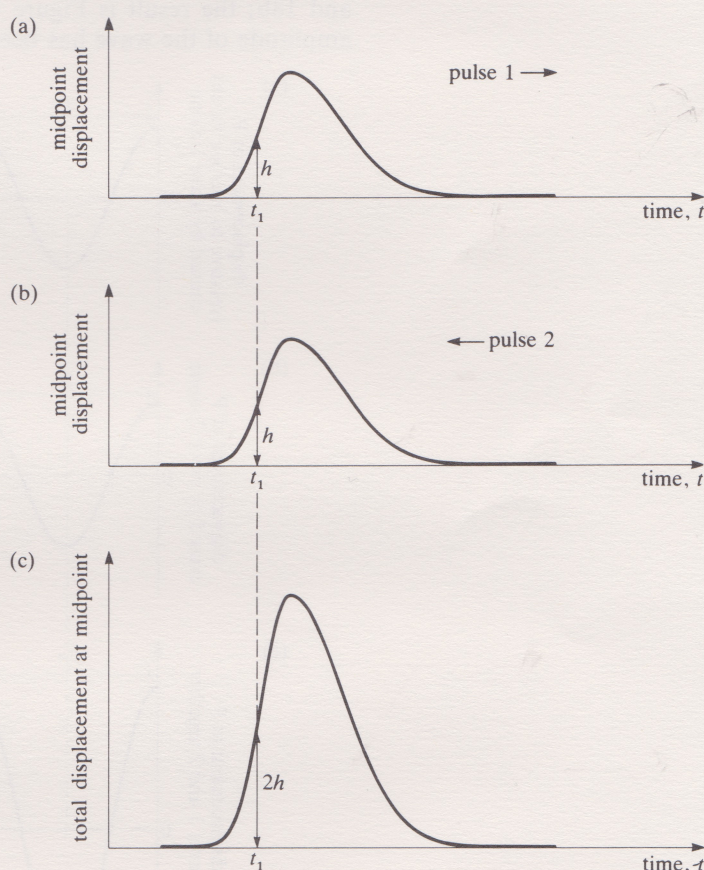 (a)
midpoint
displacement
pulse 1 →
h
t₁
time, t
(b)
midpoint
displacement
← pulse 2
h
t₁
time, t
(c)
total displacement at midpoint
2h
t₁
time, t